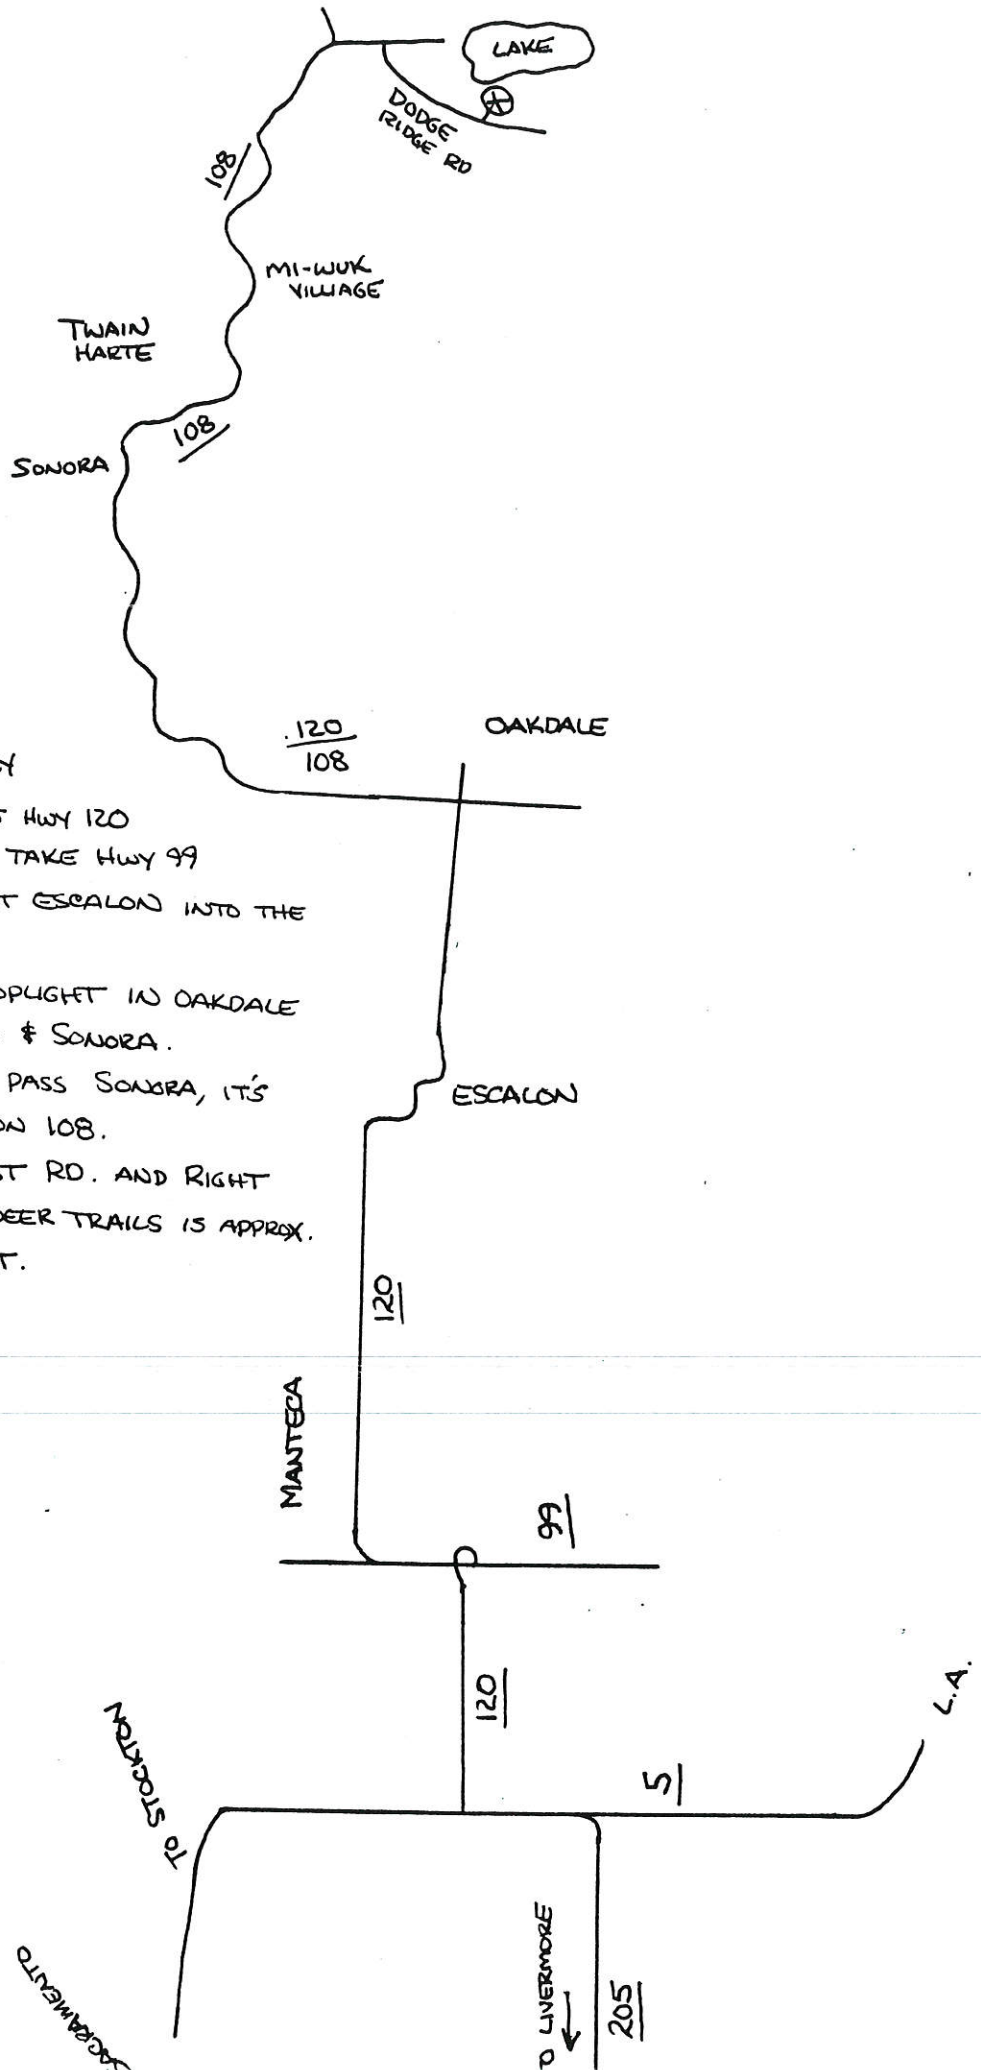 LAKE
DODGE
RIDGE RD
108
MI-WUK
VILLIAGE
TWAIN
HARTE
108
SONORA
120
108
OAKDALE
HWY 120
TAKE HWY 99
ESCALON INTO THE
IN OAKDALE
& SONORA.
PASS SONORA, IT'S
ON 108.
RD. AND RIGHT
DEER TRAILS IS APPROX.
ESCALON
120
MANTECA
99
120
L.A.
5
TO STOCKTON
LIVERMORE
205